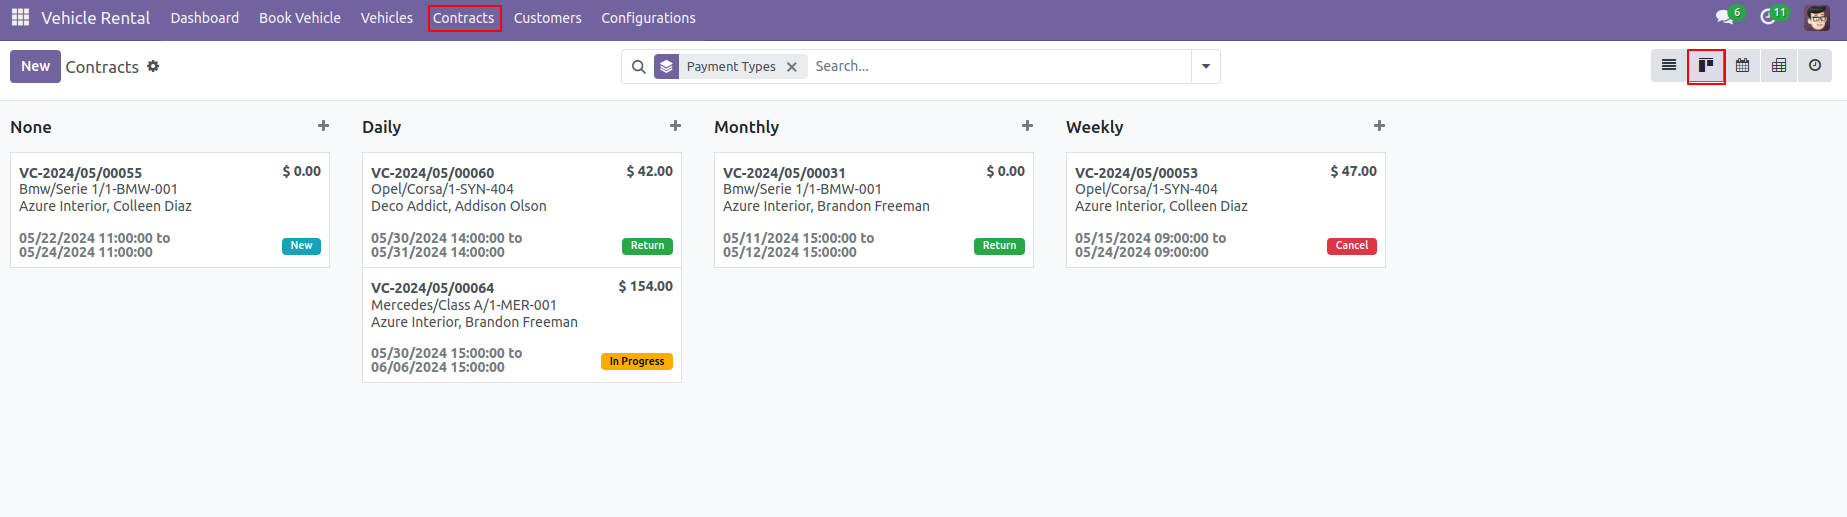 Vehicle Rental Dashboard Book Vehicle Vehicles Contracts Customers Configurations 6 11
New Contracts Payment Types Search...
None
VC-2024/05/00055 $ 0.00
Bmw/Serie 1/1-BMW-001
Azure Interior, Colleen Diaz
05/22/2024 11:00:00 to
05/24/2024 11:00:00
New
Daily
VC-2024/05/00060 $ 42.00
Opel/Corsa/1-SYN-404
Deco Addict, Addison Olson
05/30/2024 14:00:00 to
05/31/2024 14:00:00
Return
VC-2024/05/00064 $ 154.00
Mercedes/Class A/1-MER-001
Azure Interior, Brandon Freeman
05/30/2024 15:00:00 to
06/06/2024 15:00:00
In Progress
Monthly
VC-2024/05/00031 $ 0.00
Bmw/Serie 1/1-BMW-001
Azure Interior, Brandon Freeman
05/11/2024 15:00:00 to
05/12/2024 15:00:00
Return
Weekly
VC-2024/05/00053 $ 47.00
Opel/Corsa/1-SYN-404
Azure Interior, Colleen Diaz
05/15/2024 09:00:00 to
05/24/2024 09:00:00
Cancel